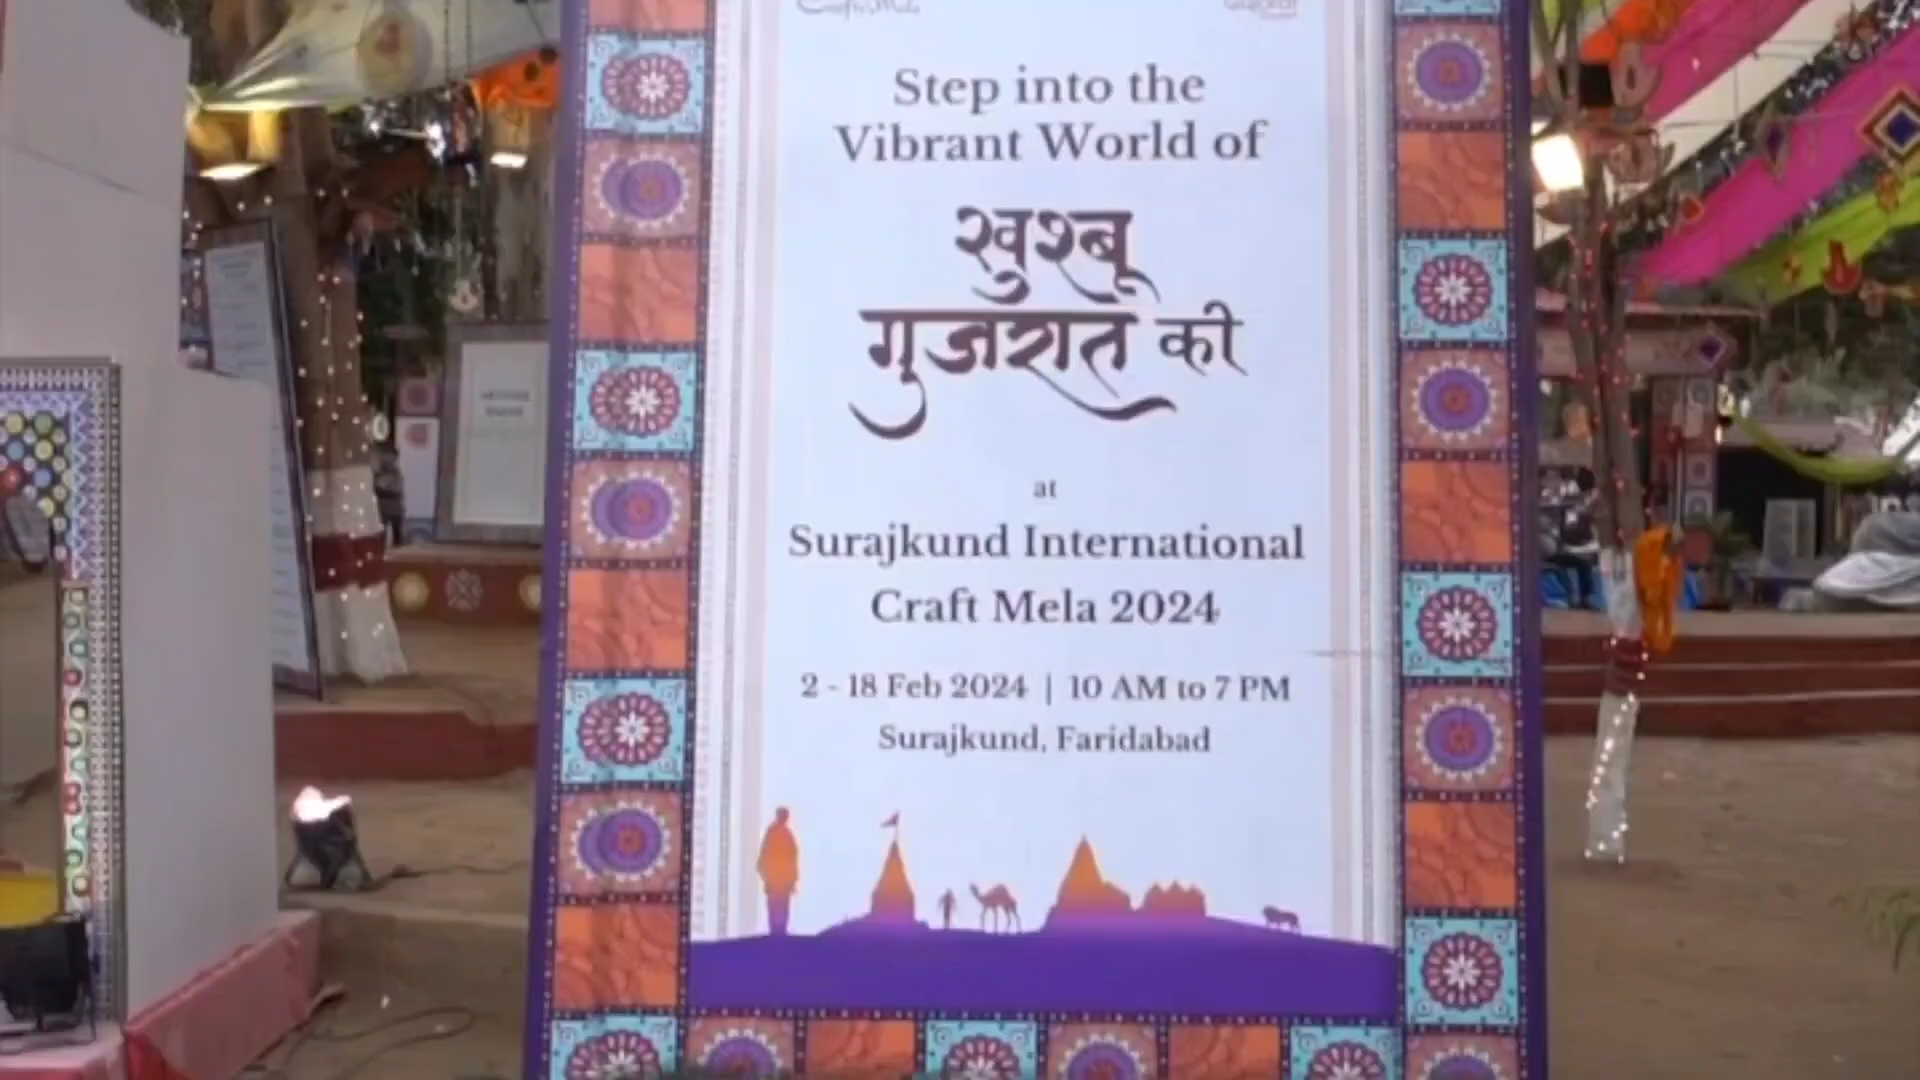 Step into the
Vibrant World of
खुश्बू
गुजरात की
at
Surajkund International
Craft Mela 2024
2 - 18 Feb 2024 | 10 AM to 7 PM
Surajkund, Faridabad